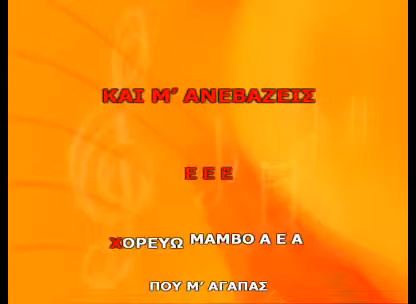 ΚΑΙ Μ' ΑΝΕΒΑΖΕΙΣ
Ε Ε Ε
ΧΟΡΕΥΩ ΜΑΜΒΟ Α Ε Α
ΠΟΥ Μ' ΑΓΑΠΑΣ